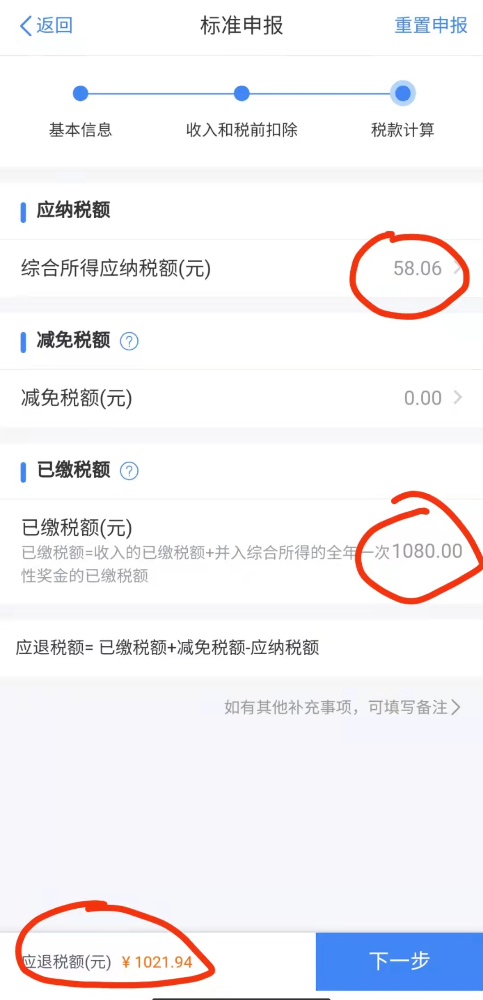 返回
标准申报
重置申报
基本信息
收入和税前扣除
税款计算
应纳税额
综合所得应纳税额(元)
58.06
减免税额
减免税额(元)
0.00
已缴税额
已缴税额(元)
已缴税额=收入的已缴税额+并入综合所得的全年一次
性奖金的已缴税额
1080.00
应退税额= 已缴税额+减免税额-应纳税额
如有其他补充事项，可填写备注
应退税额(元) ¥ 1021.94
下一步